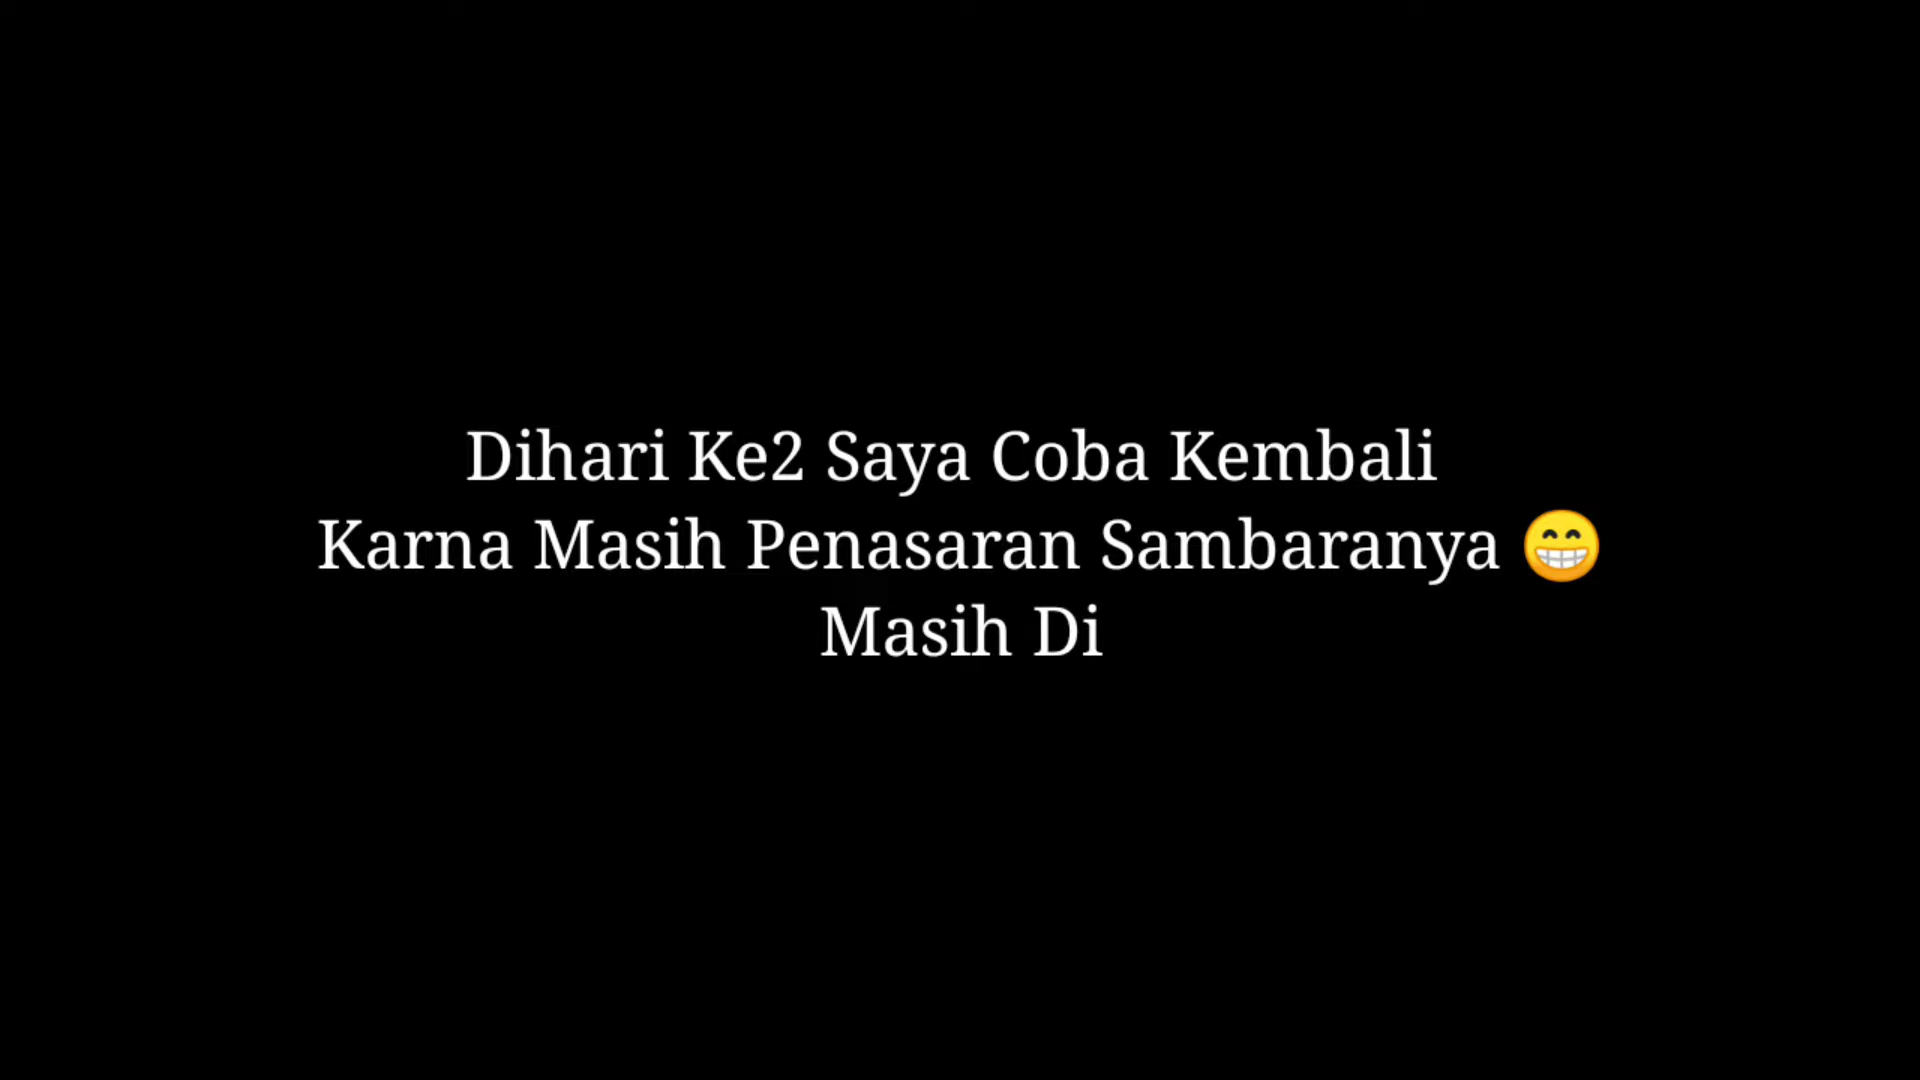 Dihari Ke2 Saya Coba Kembali
Karna Masih Penasaran Sambaranya 😁
Masih Di